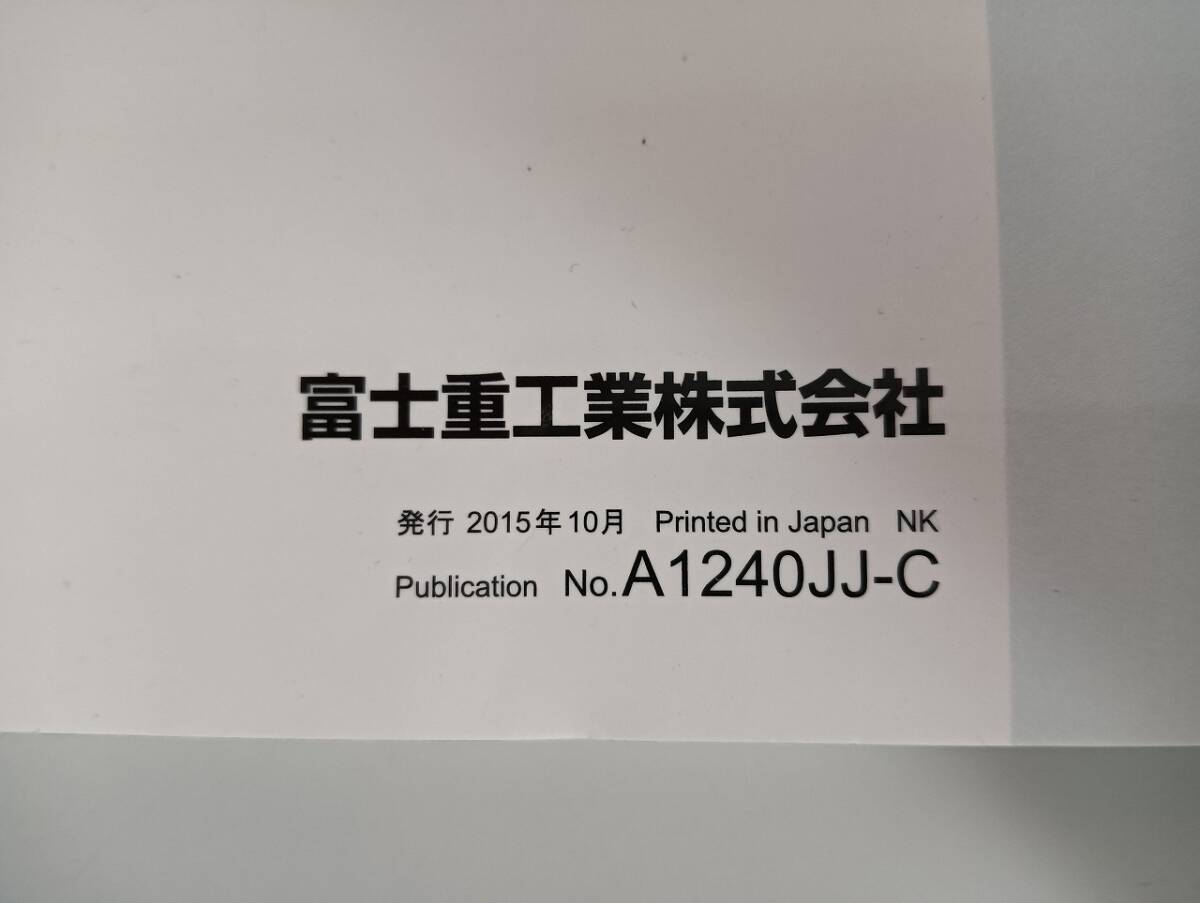 富士重工業株式会社
発行 2015年10月 Printed in Japan NK
Publication No.A1240JJ-C